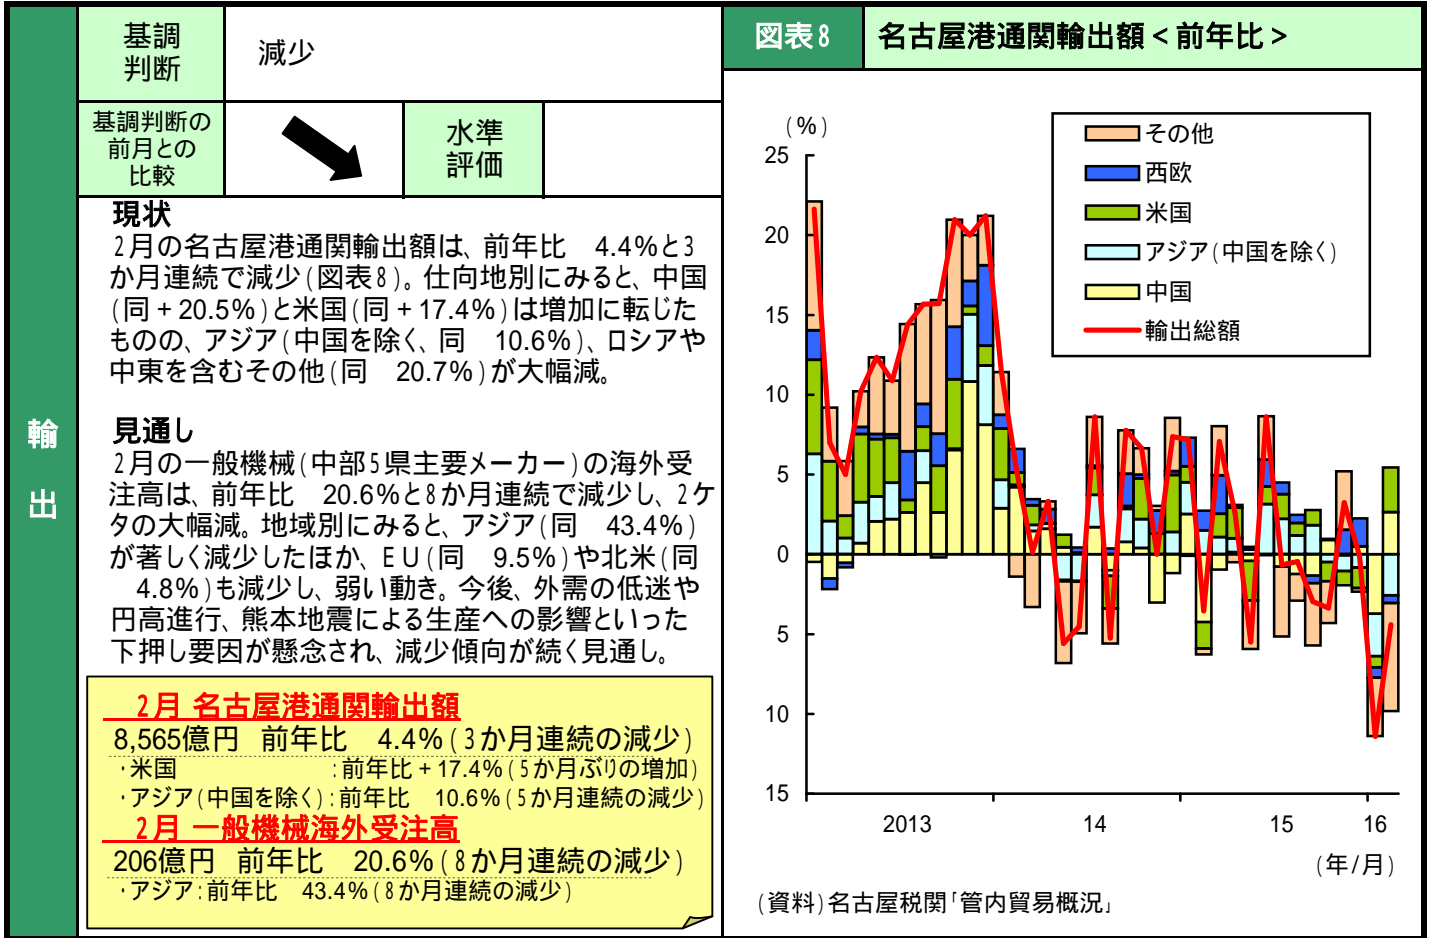 輸
出
基調
判断
減少
基調判断の
前月との
比較
水準
評価
現状
2月の名古屋港通関輸出額は、前年比　4.4%と3
か月連続で減少(図表8)。仕向地別にみると、中国
(同+20.5%)と米国(同+17.4%)は増加に転じた
ものの、アジア(中国を除く、同　10.6%)、ロシアや
中東を含むその他(同　20.7%)が大幅減。
見通し
2月の一般機械(中部5県主要メーカー)の海外受
注高は、前年比　20.6%と8か月連続で減少し、2ケ
タの大幅減。地域別にみると、アジア(同　43.4%)
が著しく減少したほか、EU(同　9.5%)や北米(同
4.8%)も減少し、弱い動き。今後、外需の低迷や
円高進行、熊本地震による生産への影響といった
下押し要因が懸念され、減少傾向が続く見通し。
2月 名古屋港通関輸出額
8,565億円　前年比　4.4%(3か月連続の減少)
・米国　　　　　　　:前年比+17.4%(5か月ぶりの増加)
・アジア(中国を除く):前年比　10.6%(5か月連続の減少)
2月 一般機械海外受注高
206億円　前年比　20.6%(8か月連続の減少)
・アジア:前年比　43.4%(8か月連続の減少)
図表8
名古屋港通関輸出額<前年比>
(%)
25
20
15
10
5
0
5
10
15
その他
西欧
米国
アジア(中国を除く)
中国
輸出総額
2013
14
15
16
(年/月)
(資料)名古屋税関「管内貿易概況」